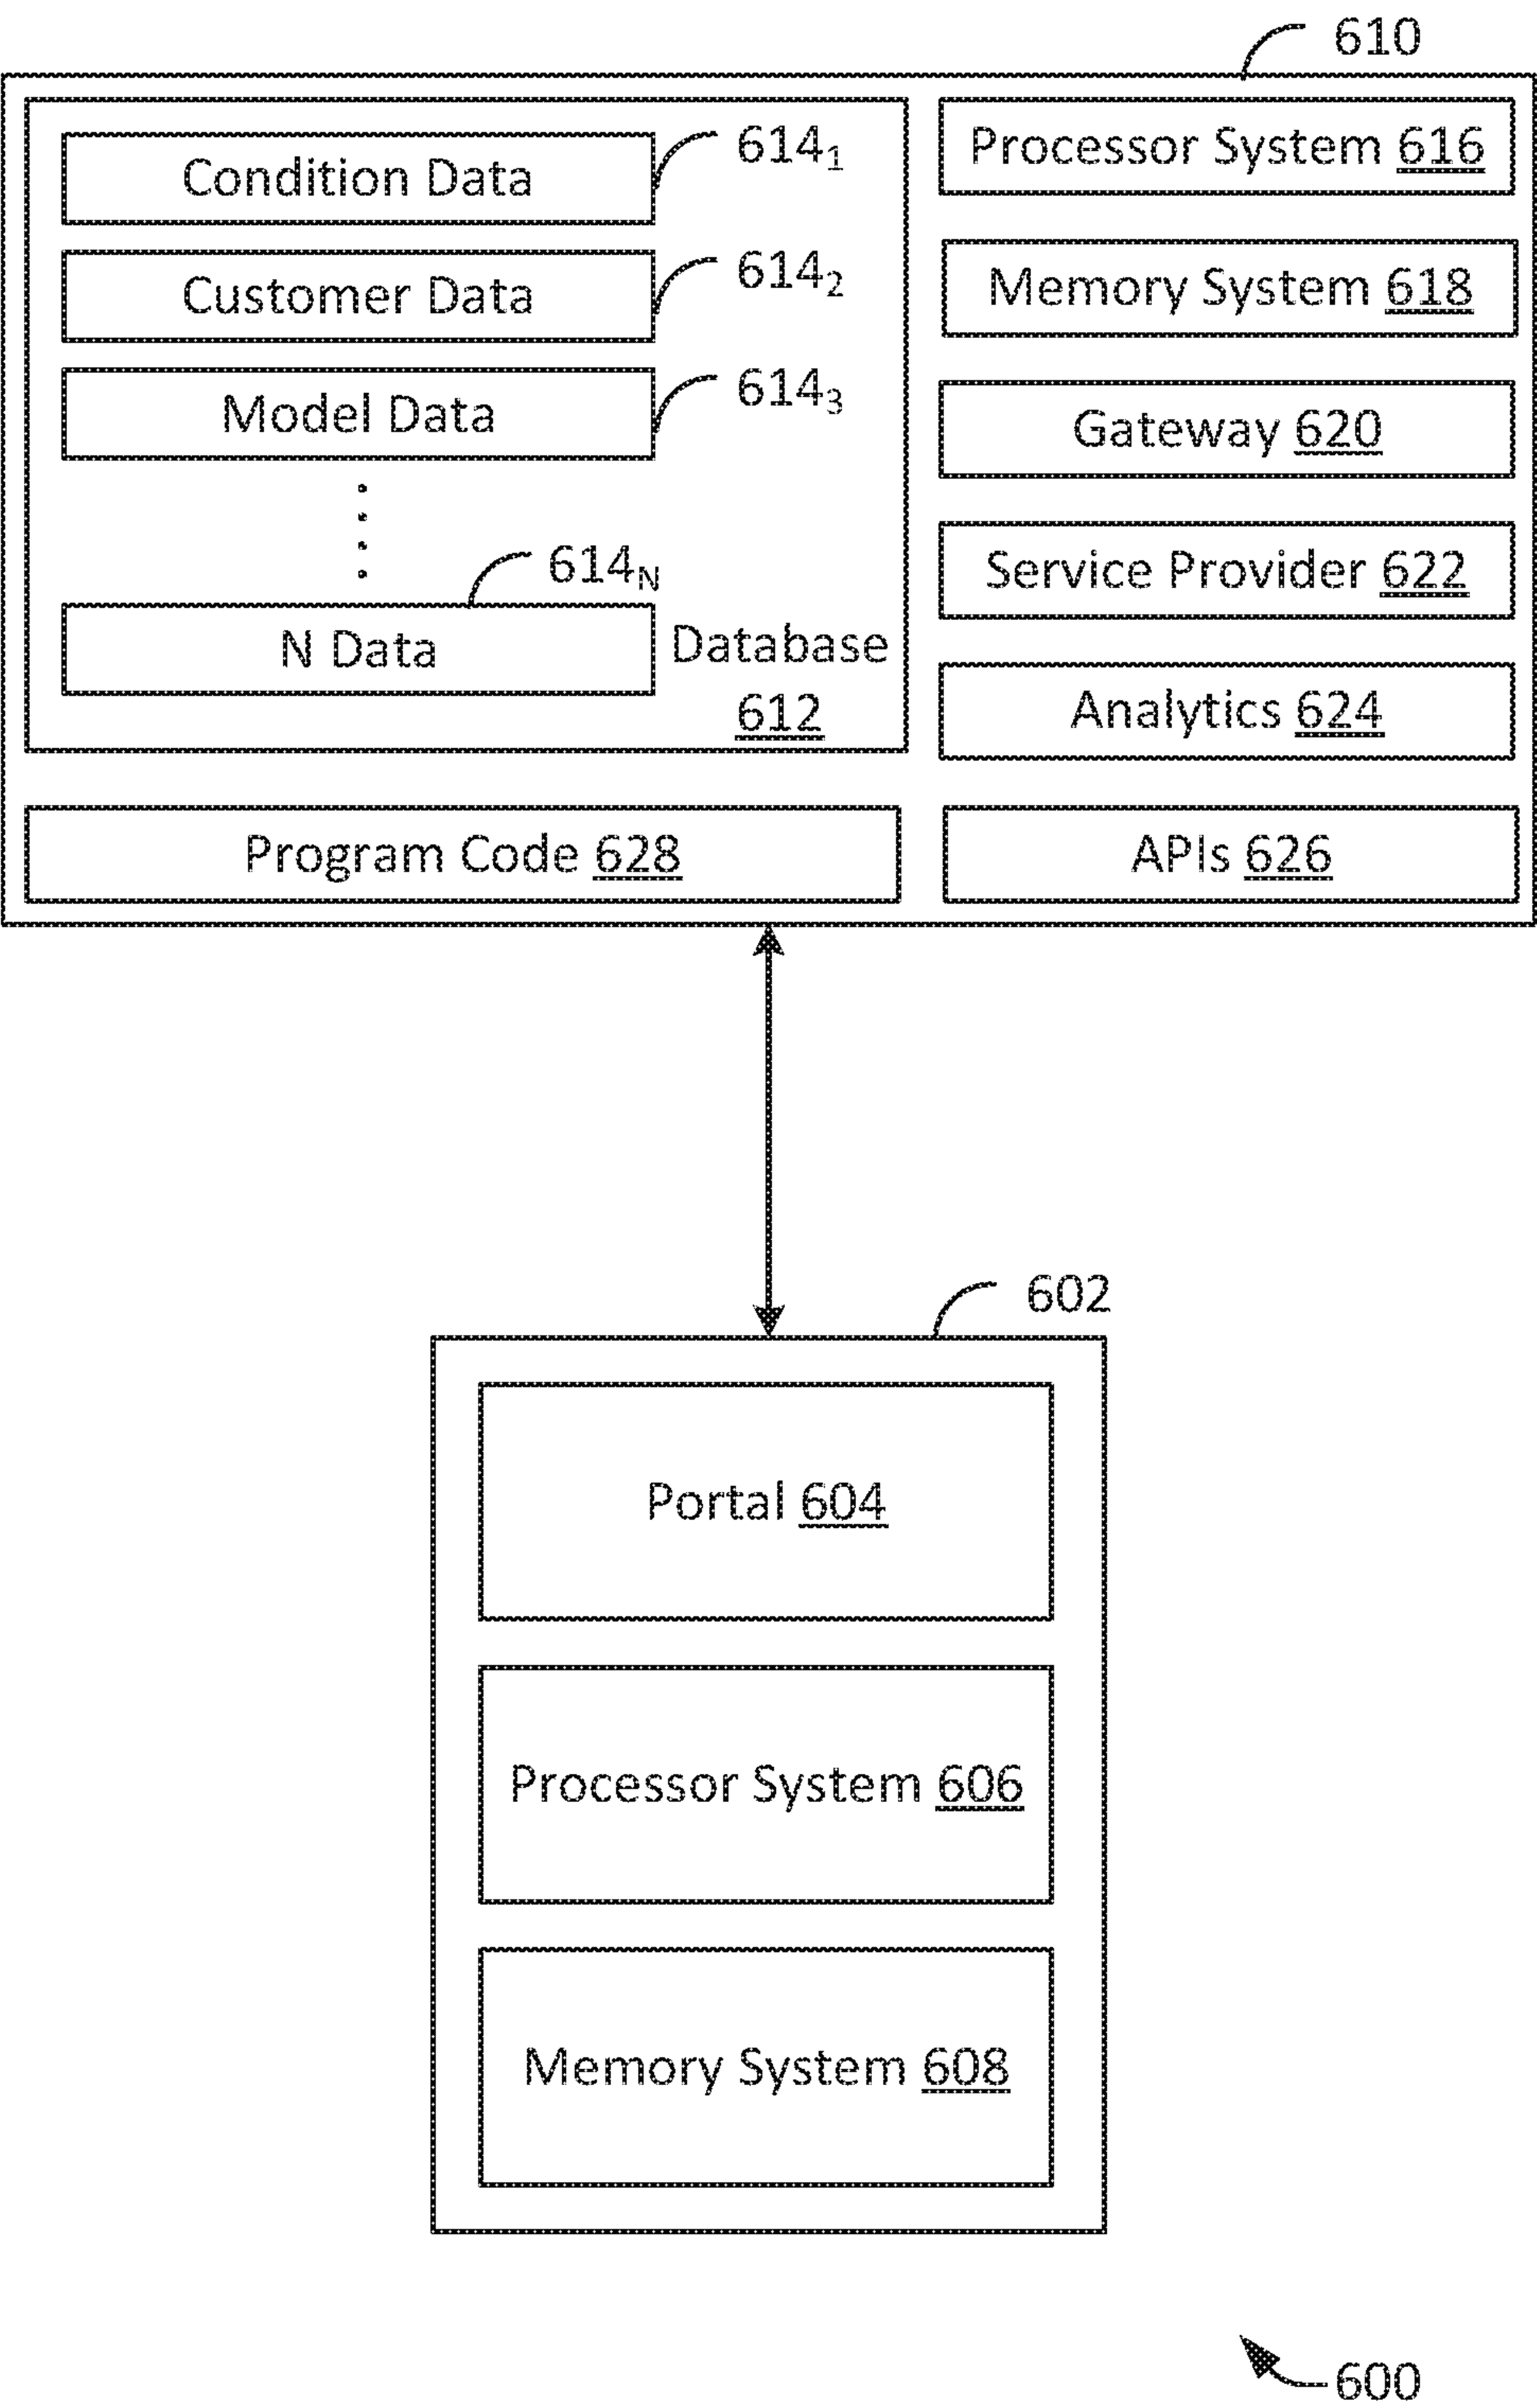 610
Condition Data
614₁
Customer Data
614₂
Model Data
614₃
614N
N Data
Database
612
Processor System 616
Memory System 618
Gateway 620
Service Provider 622
Analytics 624
Program Code 628
APIs 626
602
Portal 604
Processor System 606
Memory System 608
600